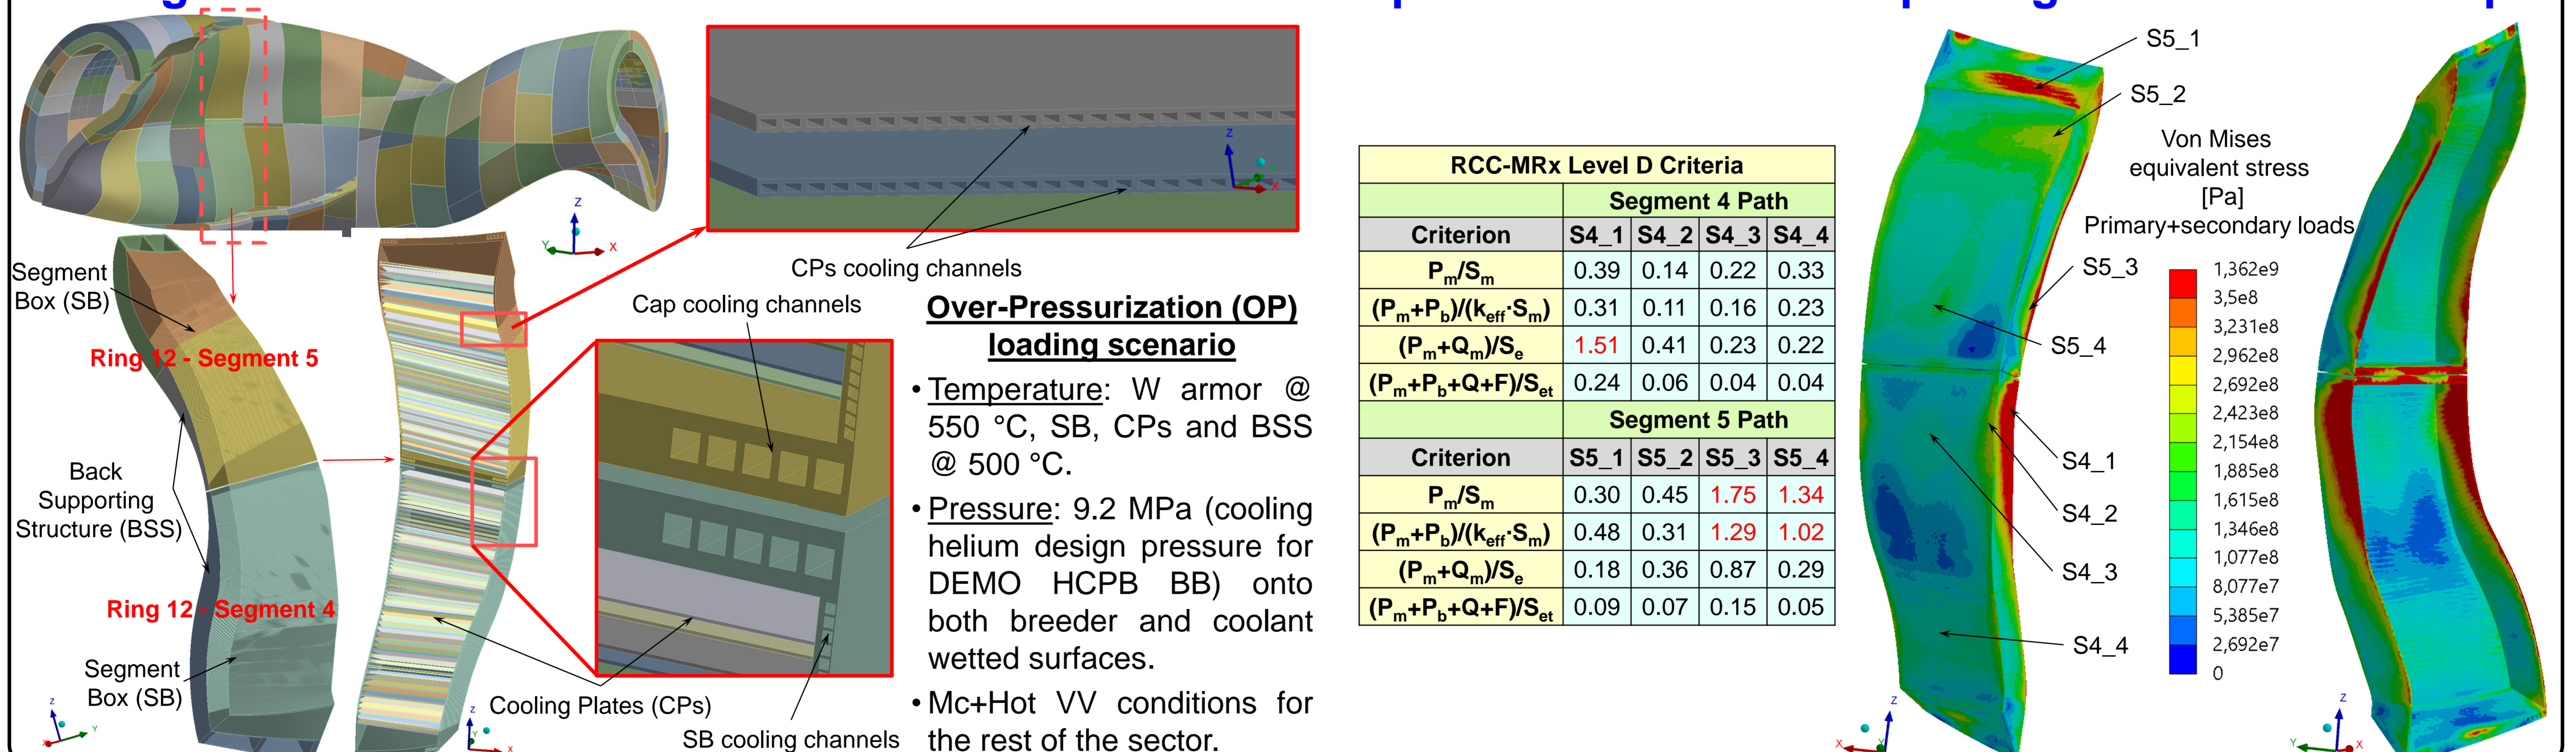 Segment
Box (SB)
Ring 12 - Segment 5
Back
Supporting
Structure (BSS)
Ring 12 - Segment 4
Segment
Box (SB)
CPs cooling channels
Cap cooling channels
Cooling Plates (CPs)
SB cooling channels
Over-Pressurization (OP)
loading scenario
• Temperature: W armor @
550 °C, SB, CPs and BSS
@ 500 °C.
• Pressure: 9.2 MPa (cooling
helium design pressure for
DEMO HCPB BB) onto
both breeder and coolant
wetted surfaces.
• Mc+Hot VV conditions for
the rest of the sector.
RCC-MRx Level D Criteria
Segment 4 Path
Criterion S4_1 S4_2 S4_3 S4_4
Pm/Sm 0.39 0.14 0.22 0.33
(Pm+Pb)/(keff·Sm) 0.31 0.11 0.16 0.23
(Pm+Qm)/Se 1.51 0.41 0.23 0.22
(Pm+Pb+Q+F)/Set 0.24 0.06 0.04 0.04
Segment 5 Path
Criterion S5_1 S5_2 S5_3 S5_4
Pm/Sm 0.30 0.45 1.75 1.34
(Pm+Pb)/(keff·Sm) 0.48 0.31 1.29 1.02
(Pm+Qm)/Se 0.18 0.36 0.87 0.29
(Pm+Pb+Q+F)/Set 0.09 0.07 0.15 0.05
S5_1
S5_2
Von Mises
equivalent stress
[Pa]
Primary+secondary loads
S5_3
S5_4
S4_1
S4_2
S4_3
S4_4
1,362e9
3,5e8
3,231e8
2,962e8
2,692e8
2,423e8
2,154e8
1,885e8
1,615e8
1,346e8
1,077e8
8,077e7
5,385e7
2,692e7
0
Z
Y
X
Z
X
Z
Y
X
Z
Y
X
Z
X
Z
Y
X